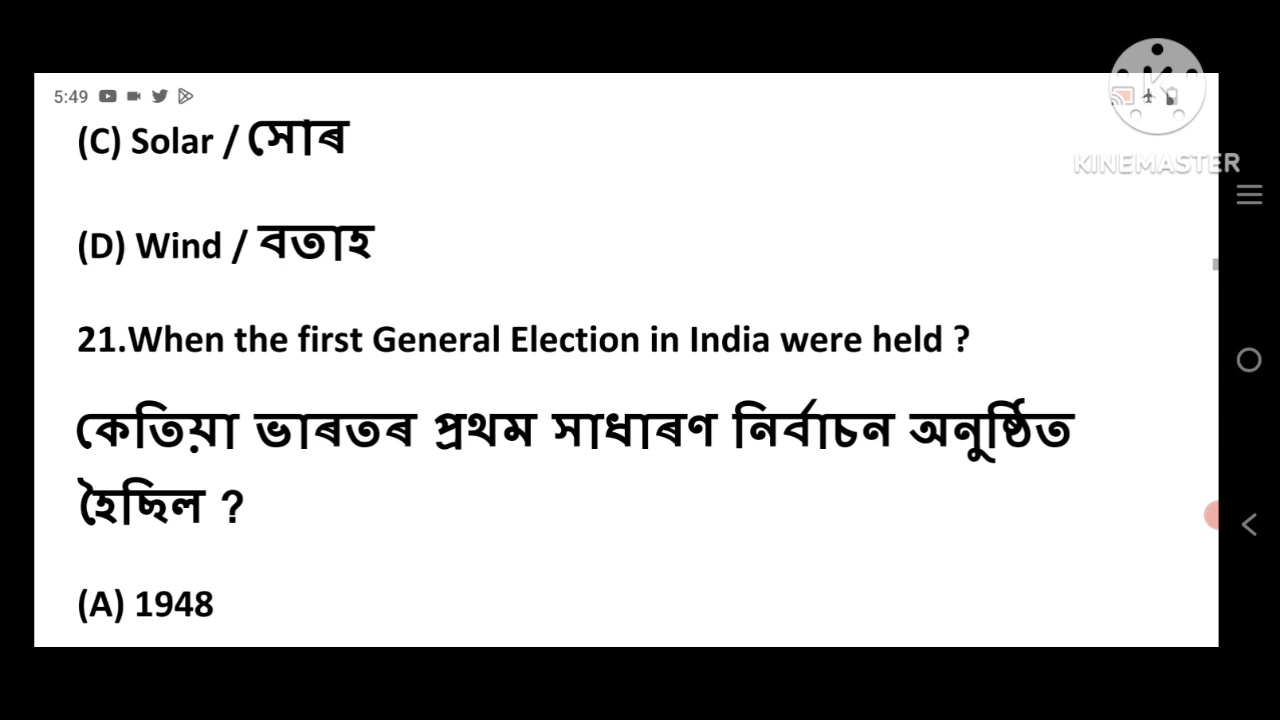 5:49
(C) Solar / সোৰ
KINEMASTER
(D) Wind / বতাহ
21.When the first General Election in India were held ?
কেতিয়া ভাৰতৰ প্ৰথম সাধাৰণ নিৰ্বাচন অনুষ্ঠিত
হৈছিল ?
(A) 1948